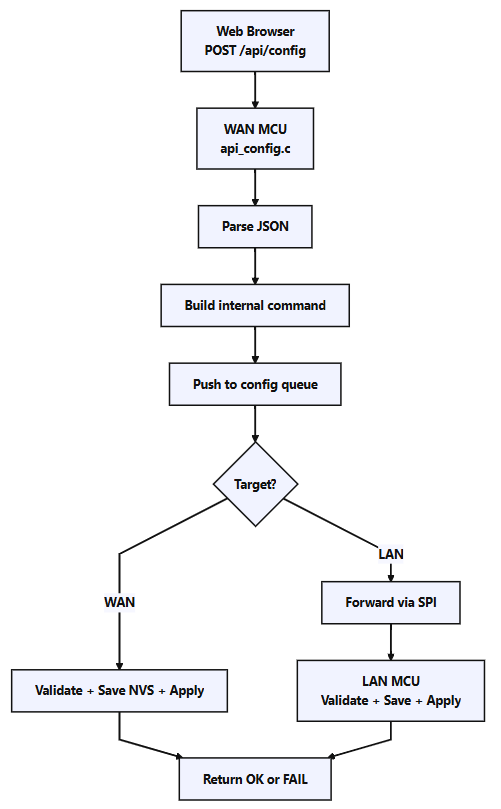 Web Browser
POST /api/config
WAN MCU
api_config.c
Parse JSON
Build internal command
Push to config queue
Target?
LAN
WAN
Forward via SPI
Validate + Save NVS + Apply
LAN MCU
Validate + Save + Apply
Return OK or FAIL